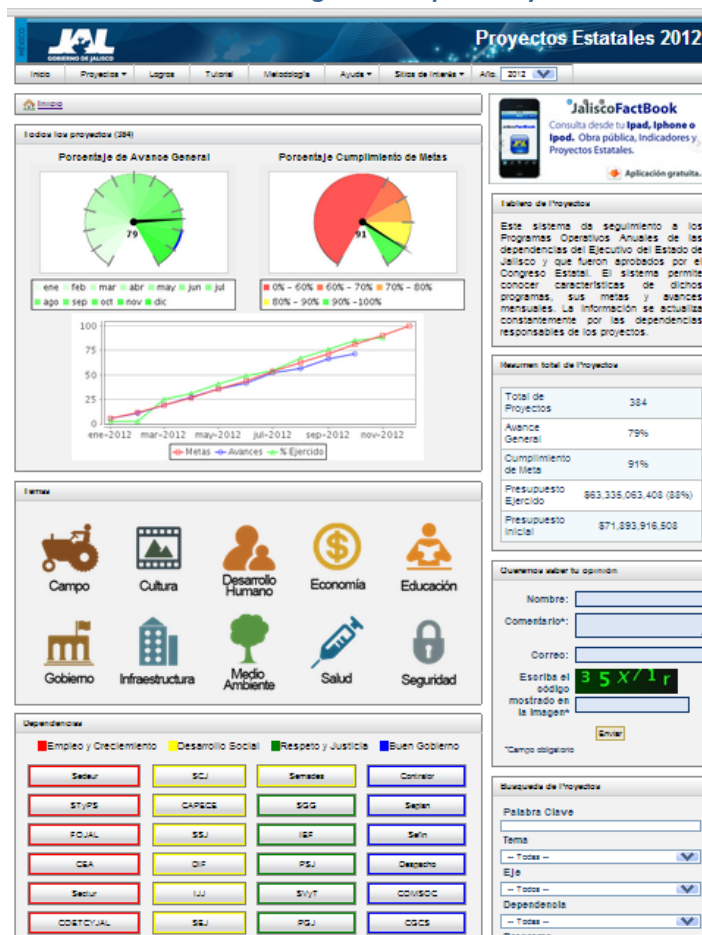 Proyectos Estatales 2012
MÉXICO
JAL
GOBIERNO DE JALISCO
Inicio Proyectos Logros Tutorial Metodología Ayuda Sitios de Interés Año: 2012
Inicio
Todos los proyectos (384)
Porcentaje de Avance General
79
ene feb mar abr may jun jul
ago sep oct nov dic
Porcentaje Cumplimiento de Metas
91
0% - 60% 60% - 70% 70% - 80%
80% - 90% 90% -100%
100
75
50
25
0
ene-2012 mar-2012 may-2012 jul-2012 sep-2012 nov-2012
Metas Avances % Ejercido
Temas
Campo Cultura Desarrollo Humano Economía Educación
Gobierno Infraestructura Medio Ambiente Salud Seguridad
Dependencias
Empleo y Crecimiento Desarrollo Social Respeto y Justicia Buen Gobierno
Sedeur SCJ Semades Contralor
STyPS CAPECE SGG Seplan
FOJAL SSJ IEF Sefin
CEA DIF PSJ Despacho
Sectur IJJ SVyT COMSOC
COETCYJAL SEJ PGJ CGCS
JaliscoFactBook
Consulta desde tu Ipad, Iphone o
Ipod. Obra pública, Indicadores y
Proyectos Estatales.
Aplicación gratuita.
Tablero de Proyectos
Este sistema da seguimiento a los
Programas Operativos Anuales de las
dependencias del Ejecutivo del Estado de
Jalisco y que fueron aprobados por el
Congreso Estatal. El sistema permite
conocer características de dichos
programas, sus metas y avances
mensuales. La información se actualiza
constantemente por las dependencias
responsables de los proyectos.
Resumen total de Proyectos
Total de Proyectos 384
Avance General 79%
Cumplimiento de Meta 91%
Presupuesto Ejercido $63,335,063,408 (88%)
Presupuesto Inicial $71,893,916,508
Queremos saber tu opinión
Nombre:
Comentario*:
Correo:
Escriba el
código
mostrado en
la imagen*
3 5 X/1 r
Enviar
*Campo obligatorio
Busqueda de Proyectos
Palabra Clave
Tema
-- Todas --
Eje
-- Todos --
Dependencia
-- Todas --